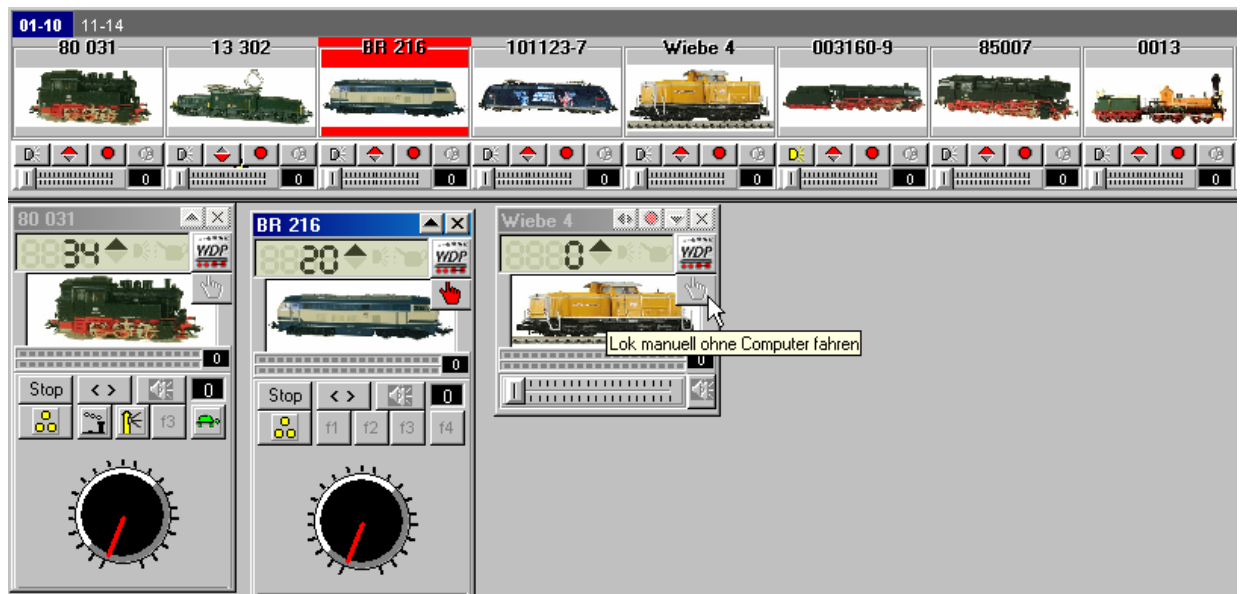 01-10 11-14
80 031 13 302 BR 216 101123-7 Wiebe 4 003160-9 85007 0013
D D D D D D D D
0 0 0 0 0 0 0 0
80 031
34
WDP
0
Stop < > 0
f3
BR 216
20
WDP
0
Stop < > 0
f1 f2 f3 f4
Wiebe 4
0
WDP
Lok manuell ohne Computer fahren
0